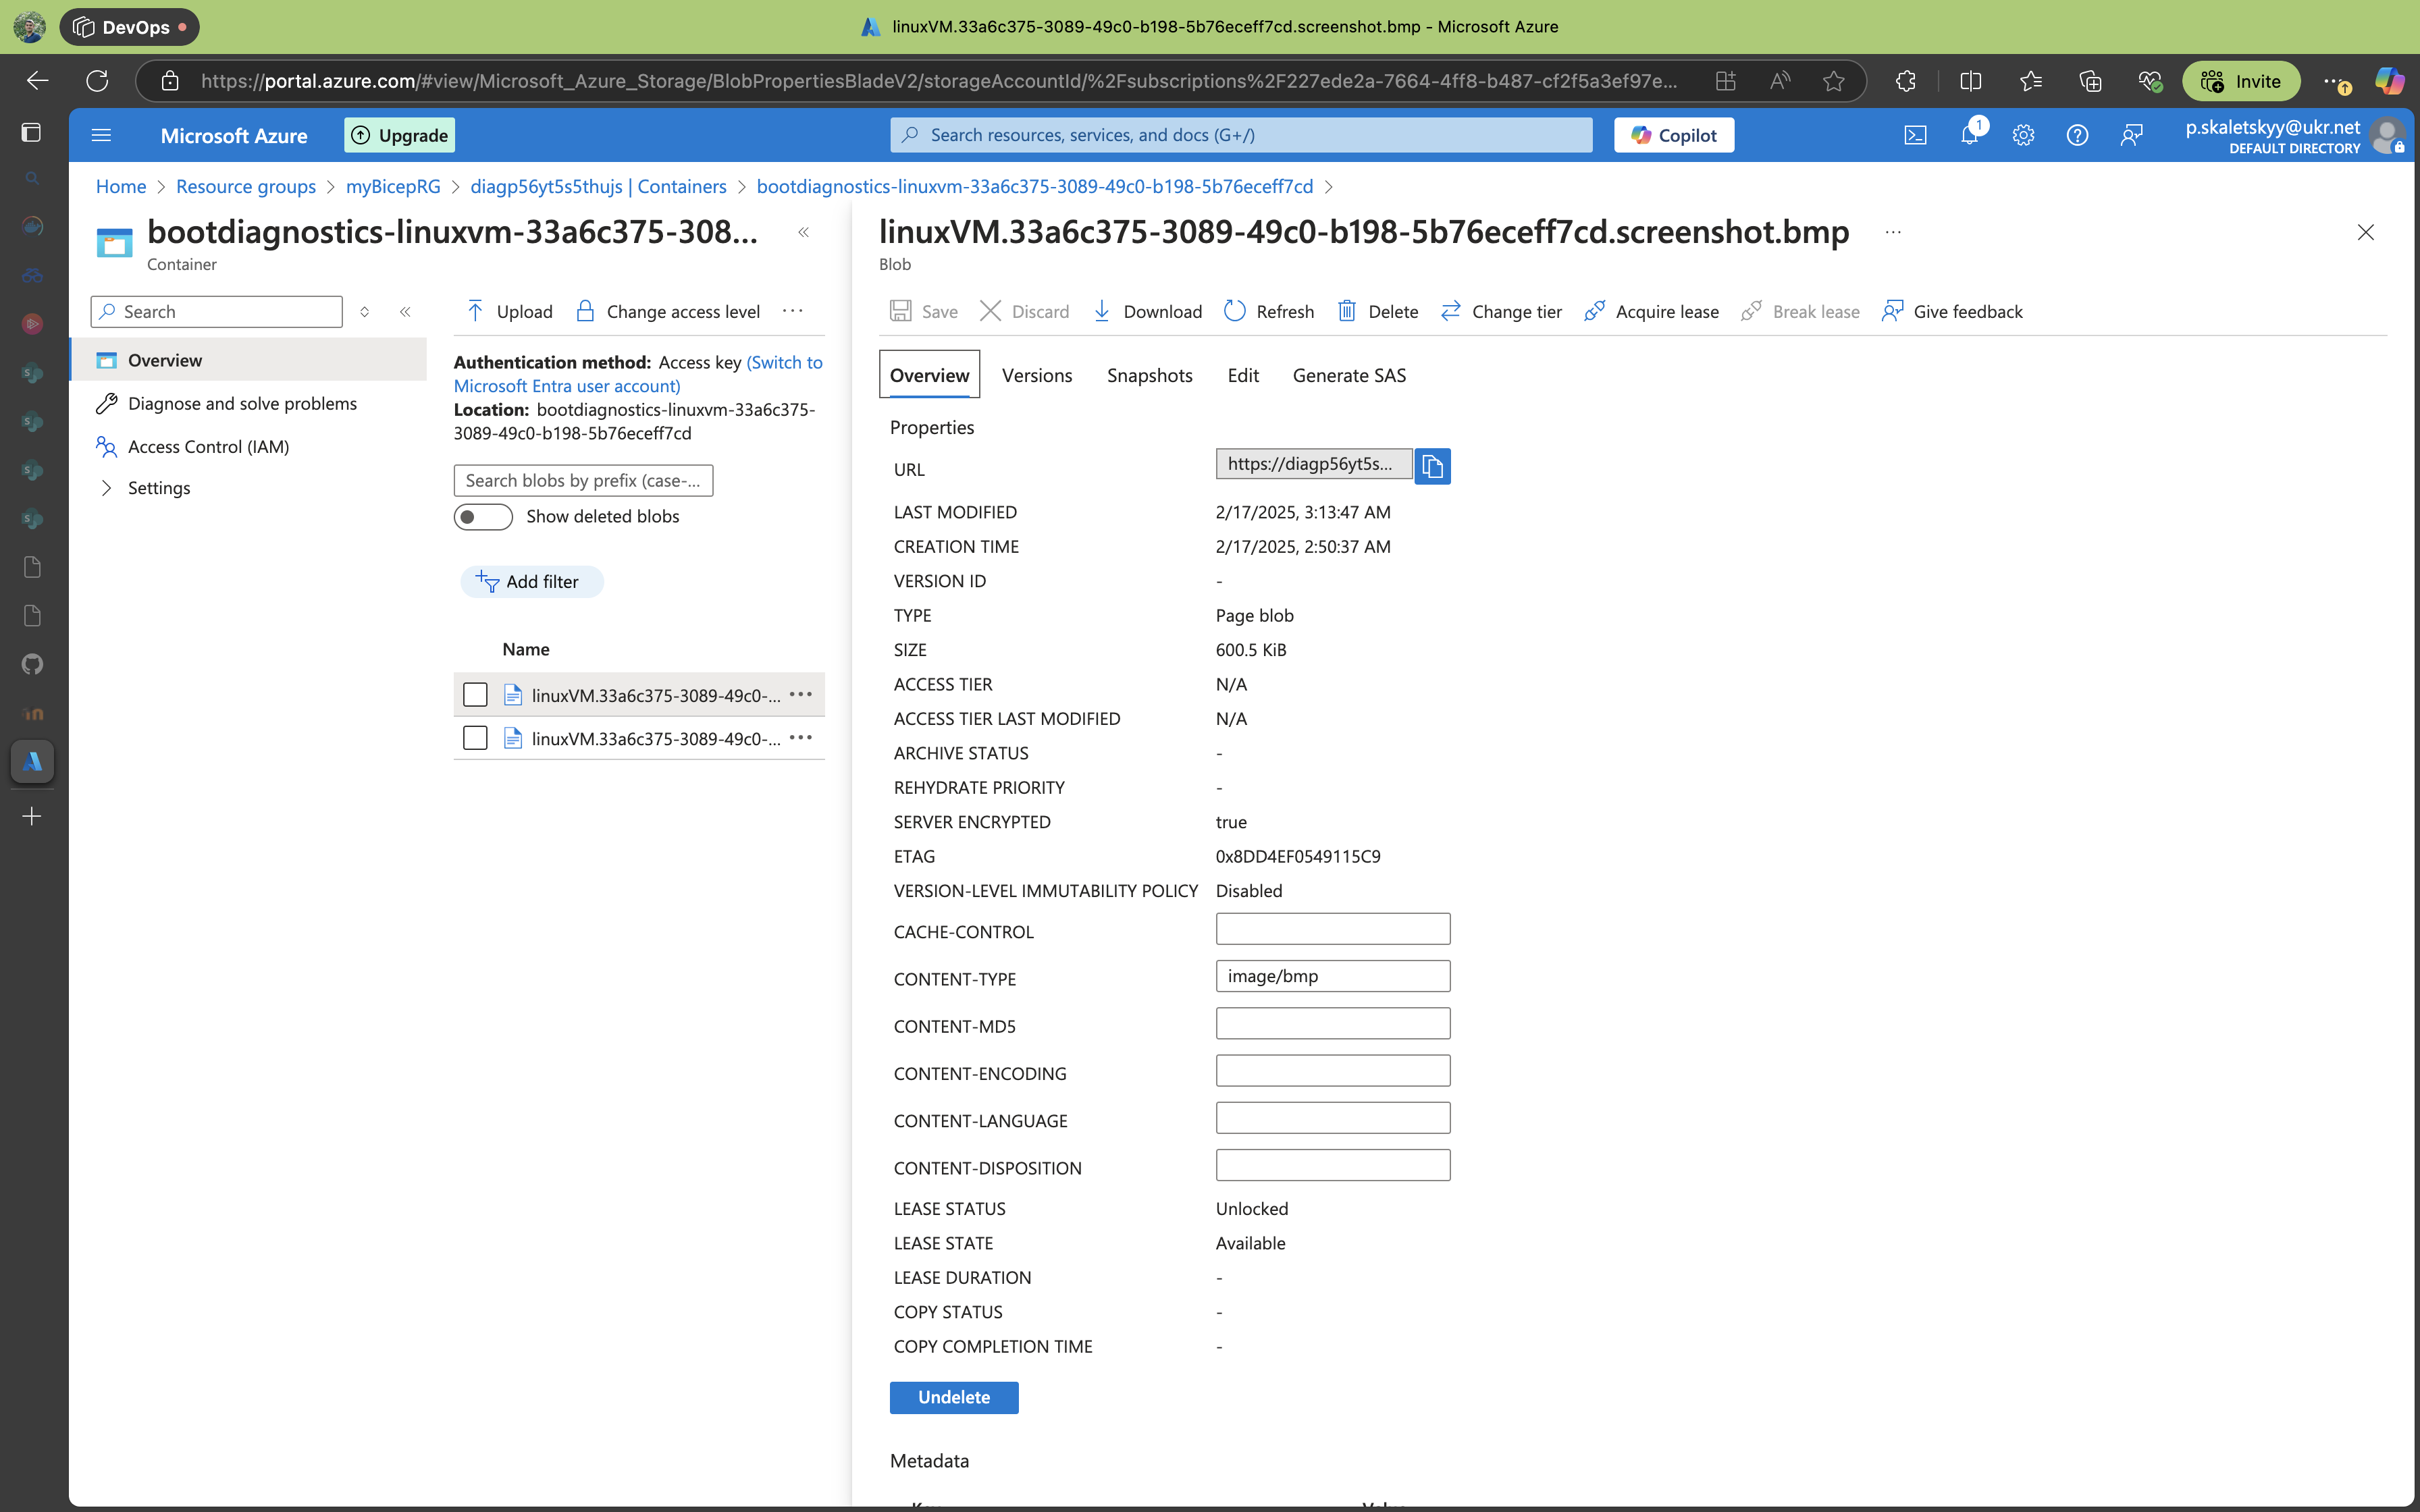 DevOps
linuxVM.33a6c375-3089-49c0-b198-5b76eceff7cd.screenshot.bmp - Microsoft Azure
https://portal.azure.com/#view/Microsoft_Azure_Storage/BlobPropertiesBladeV2/storageAccountId/%2Fsubscriptions%2F227ede2a-7664-4ff8-b487-cf2f5a3ef97e...
Invite
Microsoft Azure
Upgrade
Search resources, services, and docs (G+/)
Copilot
1
p.skaletskyy@ukr.net
DEFAULT DIRECTORY
Home > Resource groups > myBicepRG > diagp56yt5s5thujs | Containers > bootdiagnostics-linuxvm-33a6c375-3089-49c0-b198-5b76eceff7cd >
bootdiagnostics-linuxvm-33a6c375-308...
Container
Search
Overview
Diagnose and solve problems
Access Control (IAM)
Settings
Upload
Change access level
Authentication method: Access key (Switch to
Microsoft Entra user account)
Location: bootdiagnostics-linuxvm-33a6c375-
3089-49c0-b198-5b76eceff7cd
Search blobs by prefix (case-...
Show deleted blobs
Add filter
Name
linuxVM.33a6c375-3089-49c0-...
linuxVM.33a6c375-3089-49c0-...
linuxVM.33a6c375-3089-49c0-b198-5b76eceff7cd.screenshot.bmp
Blob
Save
Discard
Download
Refresh
Delete
Change tier
Acquire lease
Break lease
Give feedback
Overview
Versions
Snapshots
Edit
Generate SAS
Properties
URL https://diagp56yt5s...
LAST MODIFIED 2/17/2025, 3:13:47 AM
CREATION TIME 2/17/2025, 2:50:37 AM
VERSION ID -
TYPE Page blob
SIZE 600.5 KiB
ACCESS TIER N/A
ACCESS TIER LAST MODIFIED N/A
ARCHIVE STATUS -
REHYDRATE PRIORITY -
SERVER ENCRYPTED true
ETAG 0x8DD4EF0549115C9
VERSION-LEVEL IMMUTABILITY POLICY Disabled
CACHE-CONTROL
CONTENT-TYPE image/bmp
CONTENT-MD5
CONTENT-ENCODING
CONTENT-LANGUAGE
CONTENT-DISPOSITION
LEASE STATUS Unlocked
LEASE STATE Available
LEASE DURATION -
COPY STATUS -
COPY COMPLETION TIME -
Undelete
Metadata